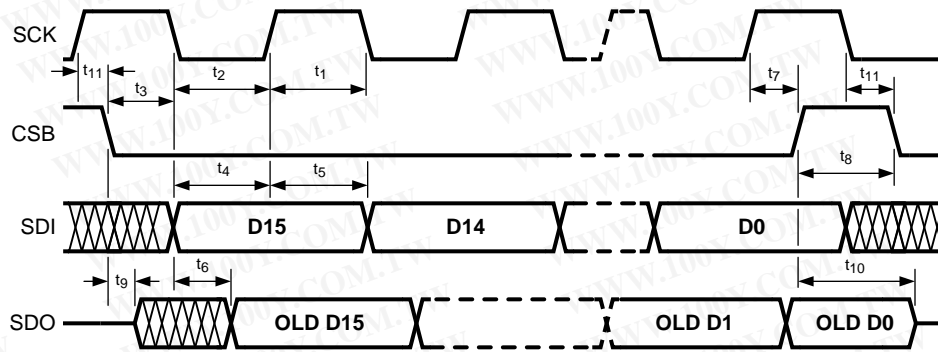 SCK
t11
t3
t2
t1
t7
t11
CSB
t8
t4
t5
SDI
D15
D14
D0
t9
t6
t10
SDO
OLD D15
OLD D1
OLD D0
WWW.100Y.COM.TW